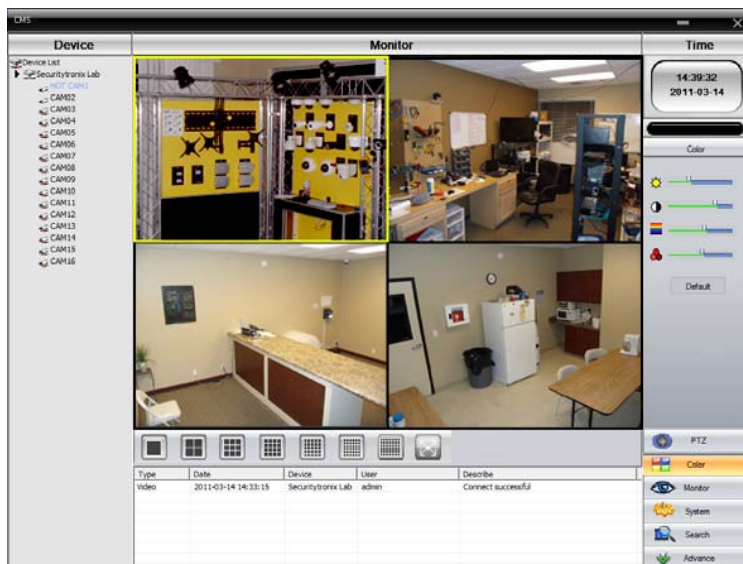 CMS
Device
Monitor
Time
Device List
Securitytronix Lab
HOT CAM1
CAM02
CAM03
CAM04
CAM05
CAM06
CAM07
CAM08
CAM09
CAM10
CAM11
CAM12
CAM13
CAM14
CAM15
CAM16
14:39:32
2011-03-14
Color
Default
PTZ
Color
Monitor
System
Search
Advance
Type Date Device User Describe
Video 2011-03-14 14:33:15 Securitytronix Lab admin Connect successful